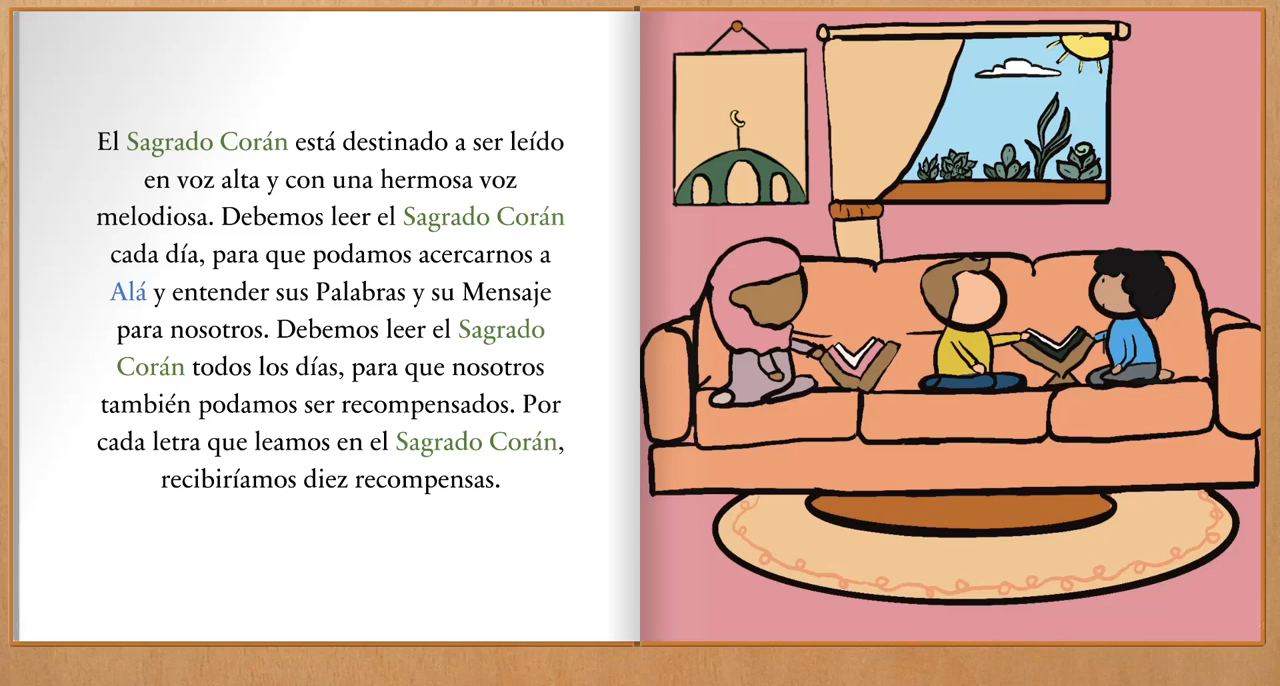 El Sagrado Corán está destinado a ser leído
en voz alta y con una hermosa voz
melodiosa. Debemos leer el Sagrado Corán
cada día, para que podamos acercarnos a
Alá y entender sus Palabras y su Mensaje
para nosotros. Debemos leer el Sagrado
Corán todos los días, para que nosotros
también podamos ser recompensados. Por
cada letra que leamos en el Sagrado Corán,
recibiríamos diez recompensas.